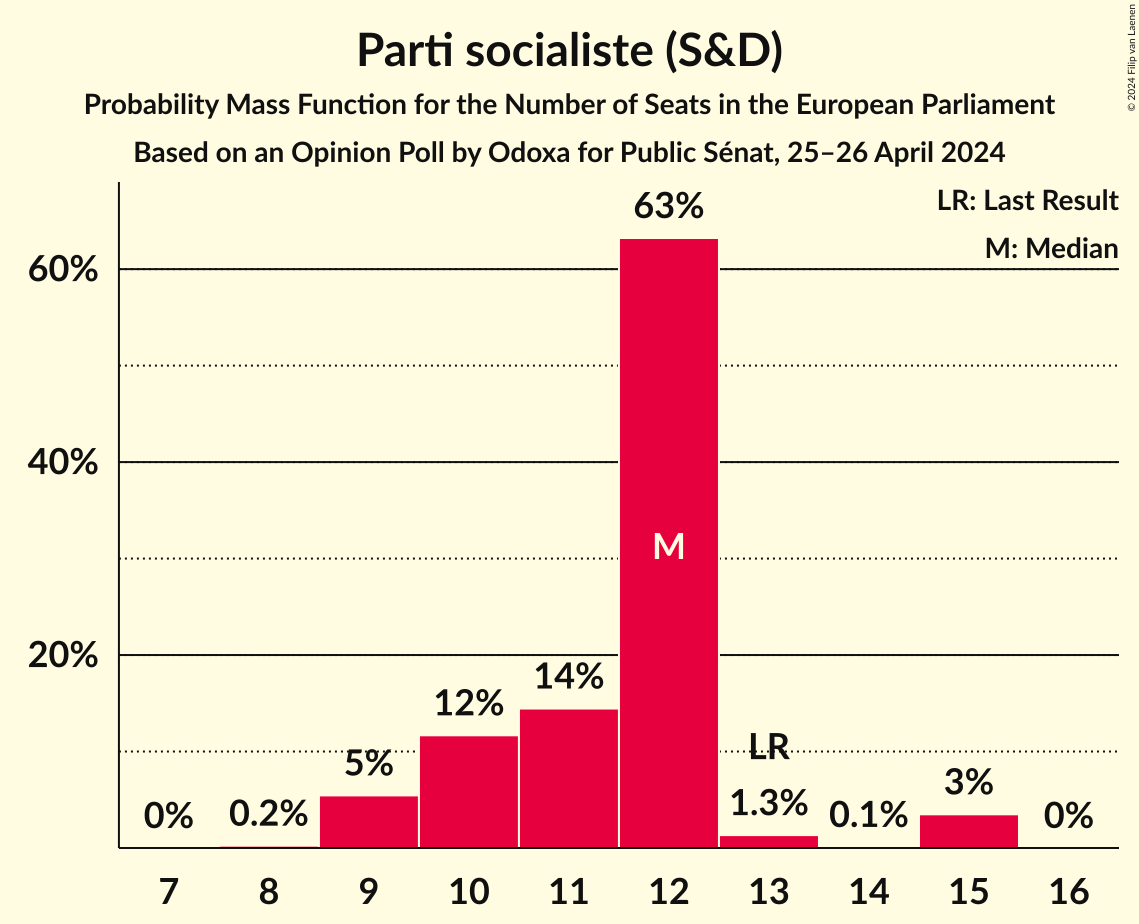 Parti socialiste (S&D)
Probability Mass Function for the Number of Seats in the European Parliament
Based on an Opinion Poll by Odoxa for Public Sénat, 25–26 April 2024
© 2024 Filip van Laenen
LR: Last Result
M: Median
63%
60%
40%
M
20%
14%
12%
LR
5%
3%
1.3%
0% 0.2% 0.1% 0%
7 8 9 10 11 12 13 14 15 16